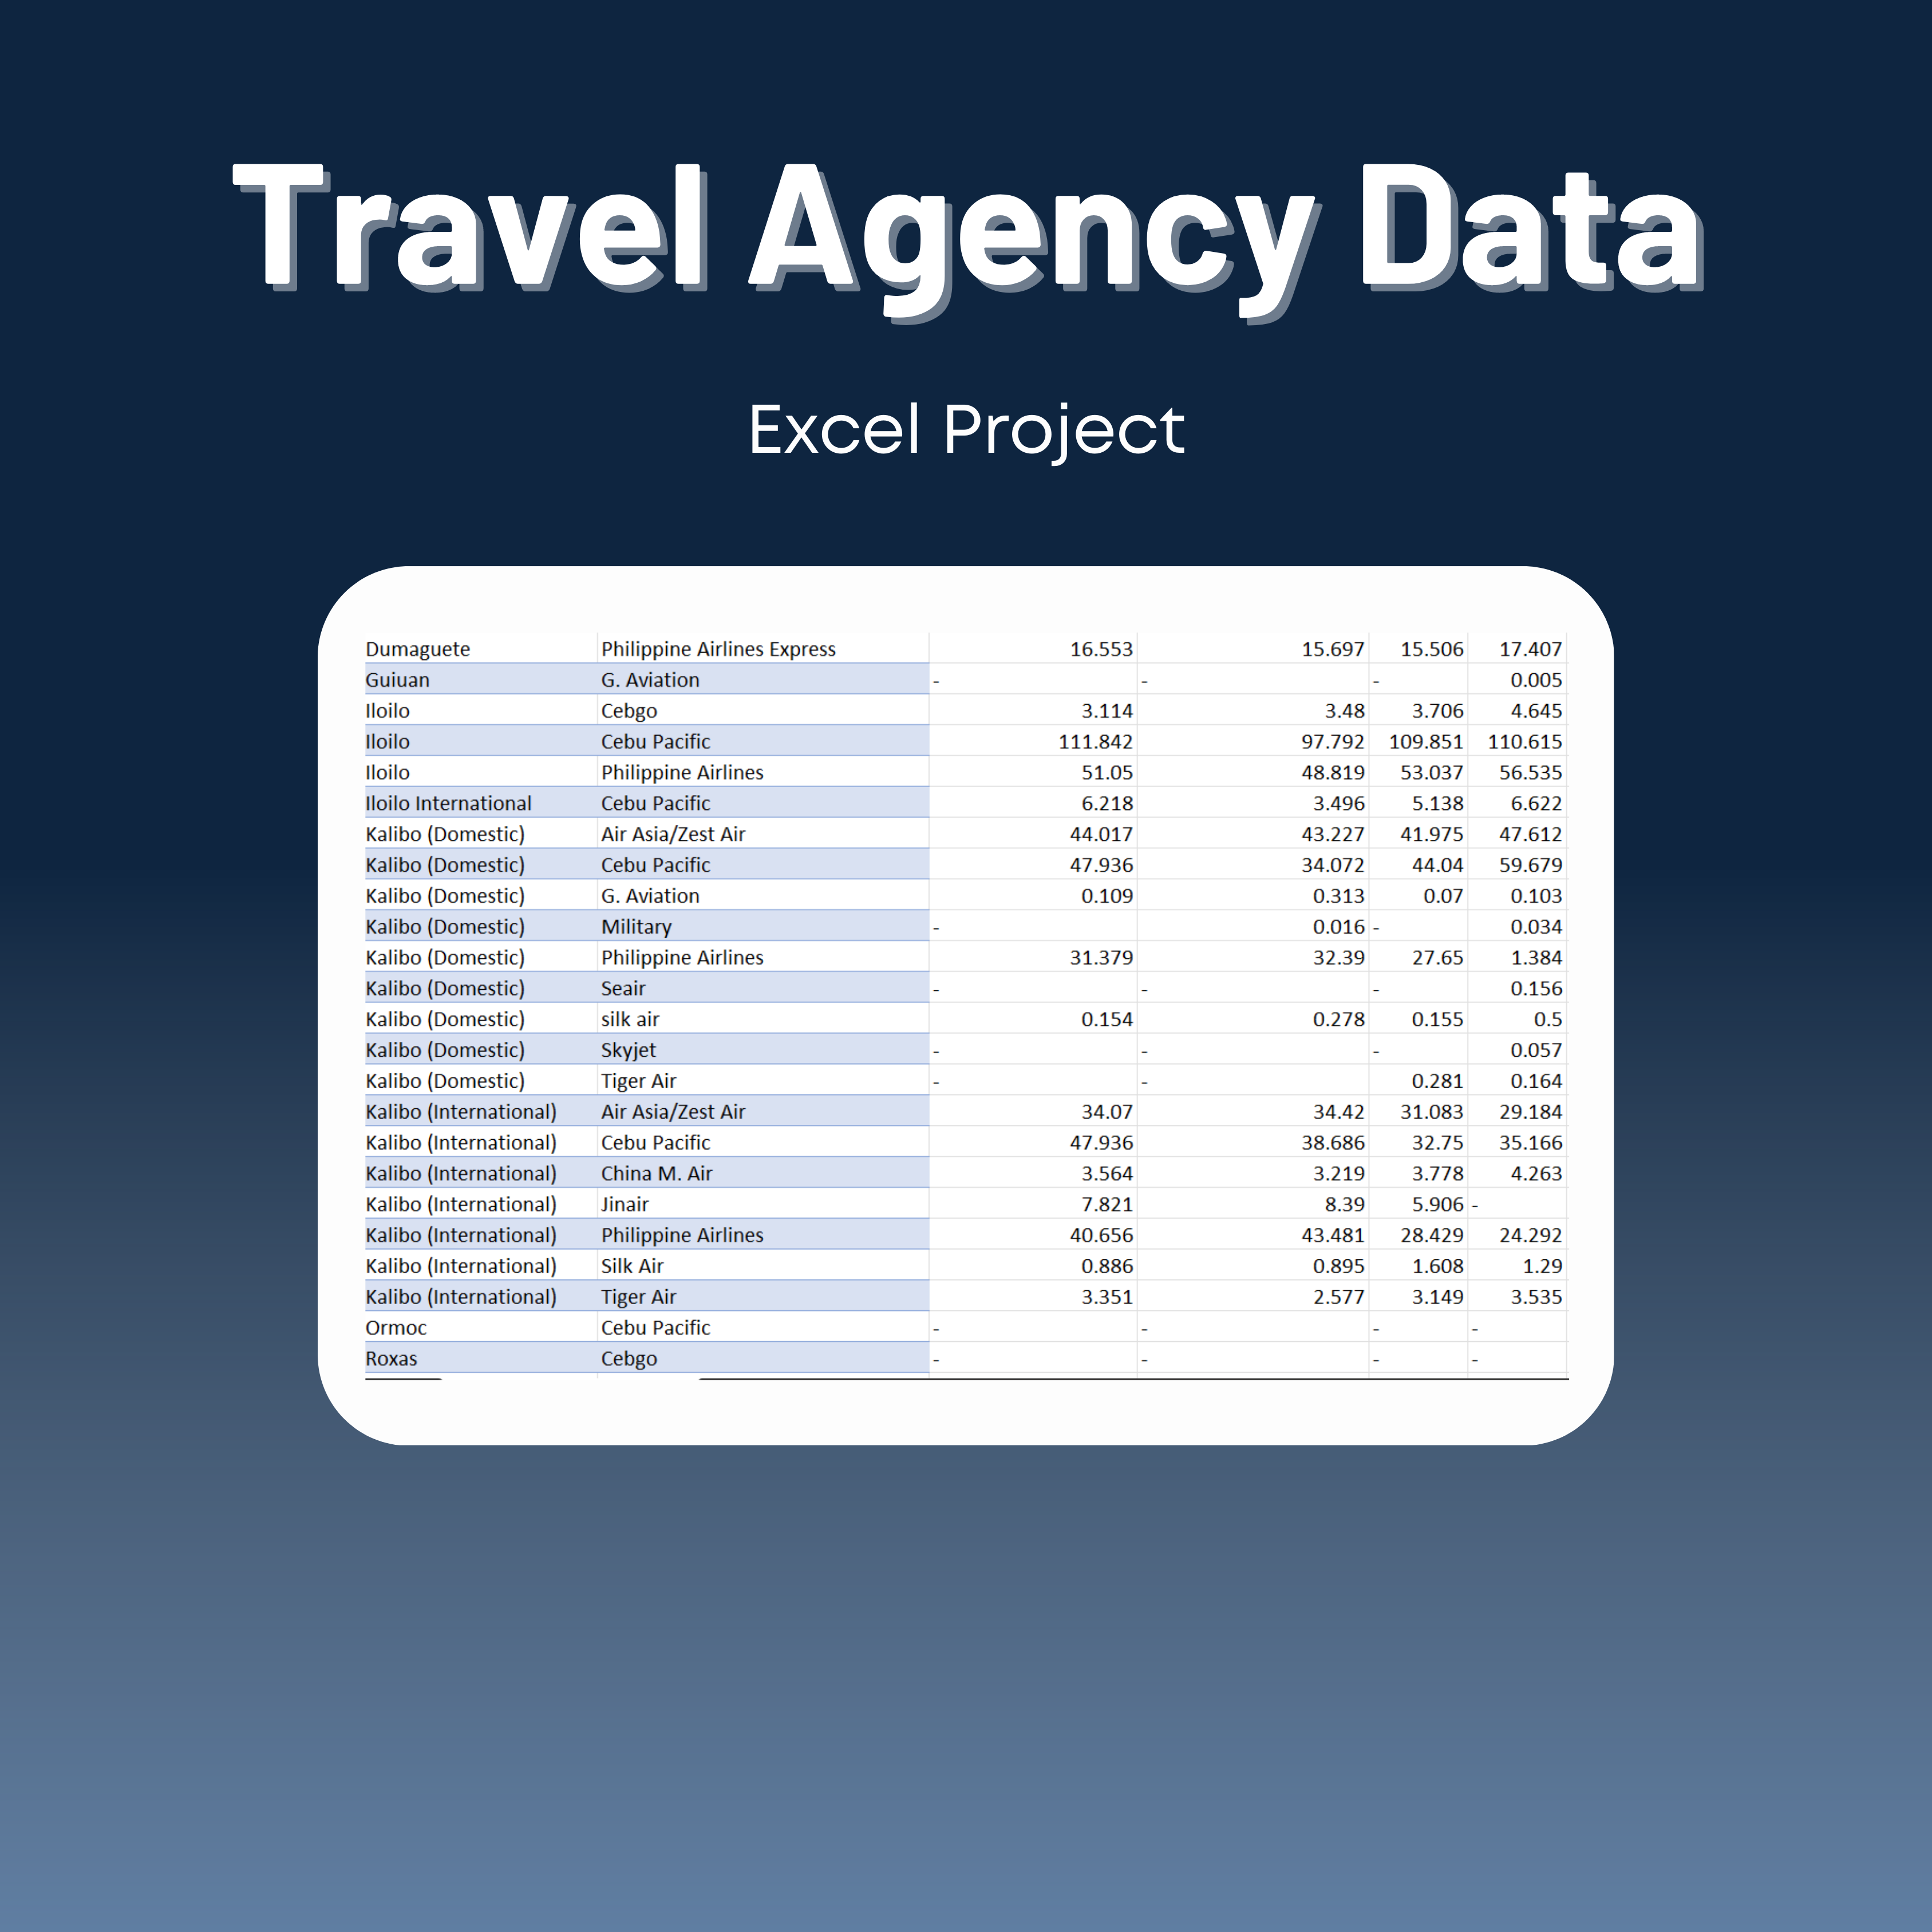 Travel Agency Data
Excel Project
Dumaguete Philippine Airlines Express 16.553 15.697 15.506 17.407
Guiuan G. Aviation - - - 0.005
Iloilo Cebgo 3.114 3.48 3.706 4.645
Iloilo Cebu Pacific 111.842 97.792 109.851 110.615
Iloilo Philippine Airlines 51.05 48.819 53.037 56.535
Iloilo International Cebu Pacific 6.218 3.496 5.138 6.622
Kalibo (Domestic) Air Asia/Zest Air 44.017 43.227 41.975 47.612
Kalibo (Domestic) Cebu Pacific 47.936 34.072 44.04 59.679
Kalibo (Domestic) G. Aviation 0.109 0.313 0.07 0.103
Kalibo (Domestic) Military - 0.016 - 0.034
Kalibo (Domestic) Philippine Airlines 31.379 32.39 27.65 1.384
Kalibo (Domestic) Seair - - - 0.156
Kalibo (Domestic) silk air 0.154 0.278 0.155 0.5
Kalibo (Domestic) Skyjet - - - 0.057
Kalibo (Domestic) Tiger Air - - 0.281 0.164
Kalibo (International) Air Asia/Zest Air 34.07 34.42 31.083 29.184
Kalibo (International) Cebu Pacific 47.936 38.686 32.75 35.166
Kalibo (International) China M. Air 3.564 3.219 3.778 4.263
Kalibo (International) Jinair 7.821 8.39 5.906 -
Kalibo (International) Philippine Airlines 40.656 43.481 28.429 24.292
Kalibo (International) Silk Air 0.886 0.895 1.608 1.29
Kalibo (International) Tiger Air 3.351 2.577 3.149 3.535
Ormoc Cebu Pacific - - - -
Roxas Cebgo - - - -